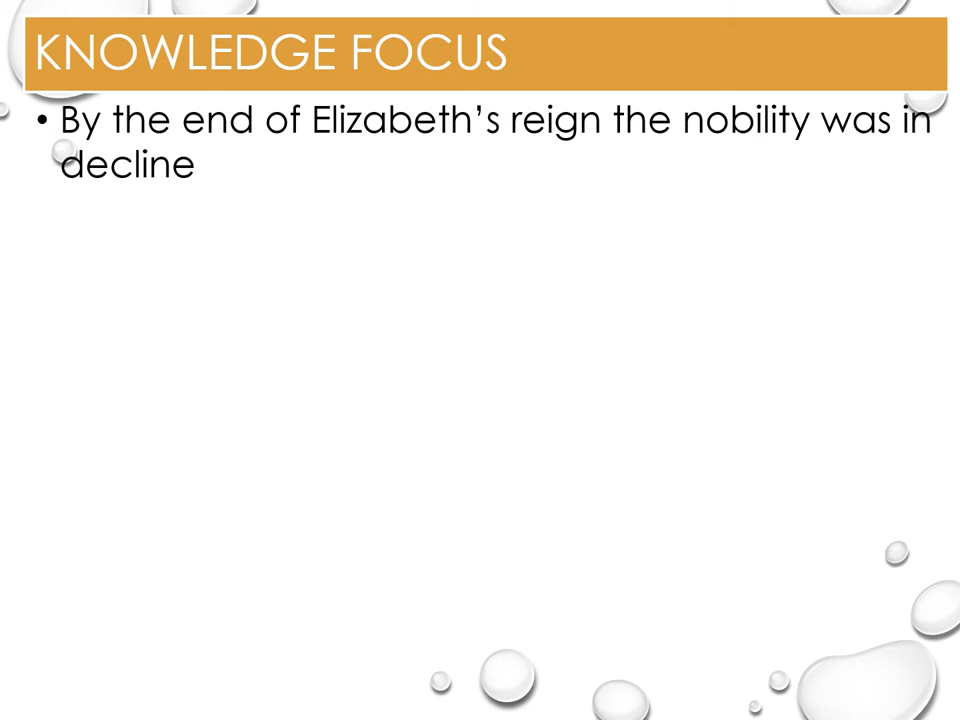 KNOWLEDGE FOCUS
• By the end of Elizabeth’s reign the nobility was in
decline